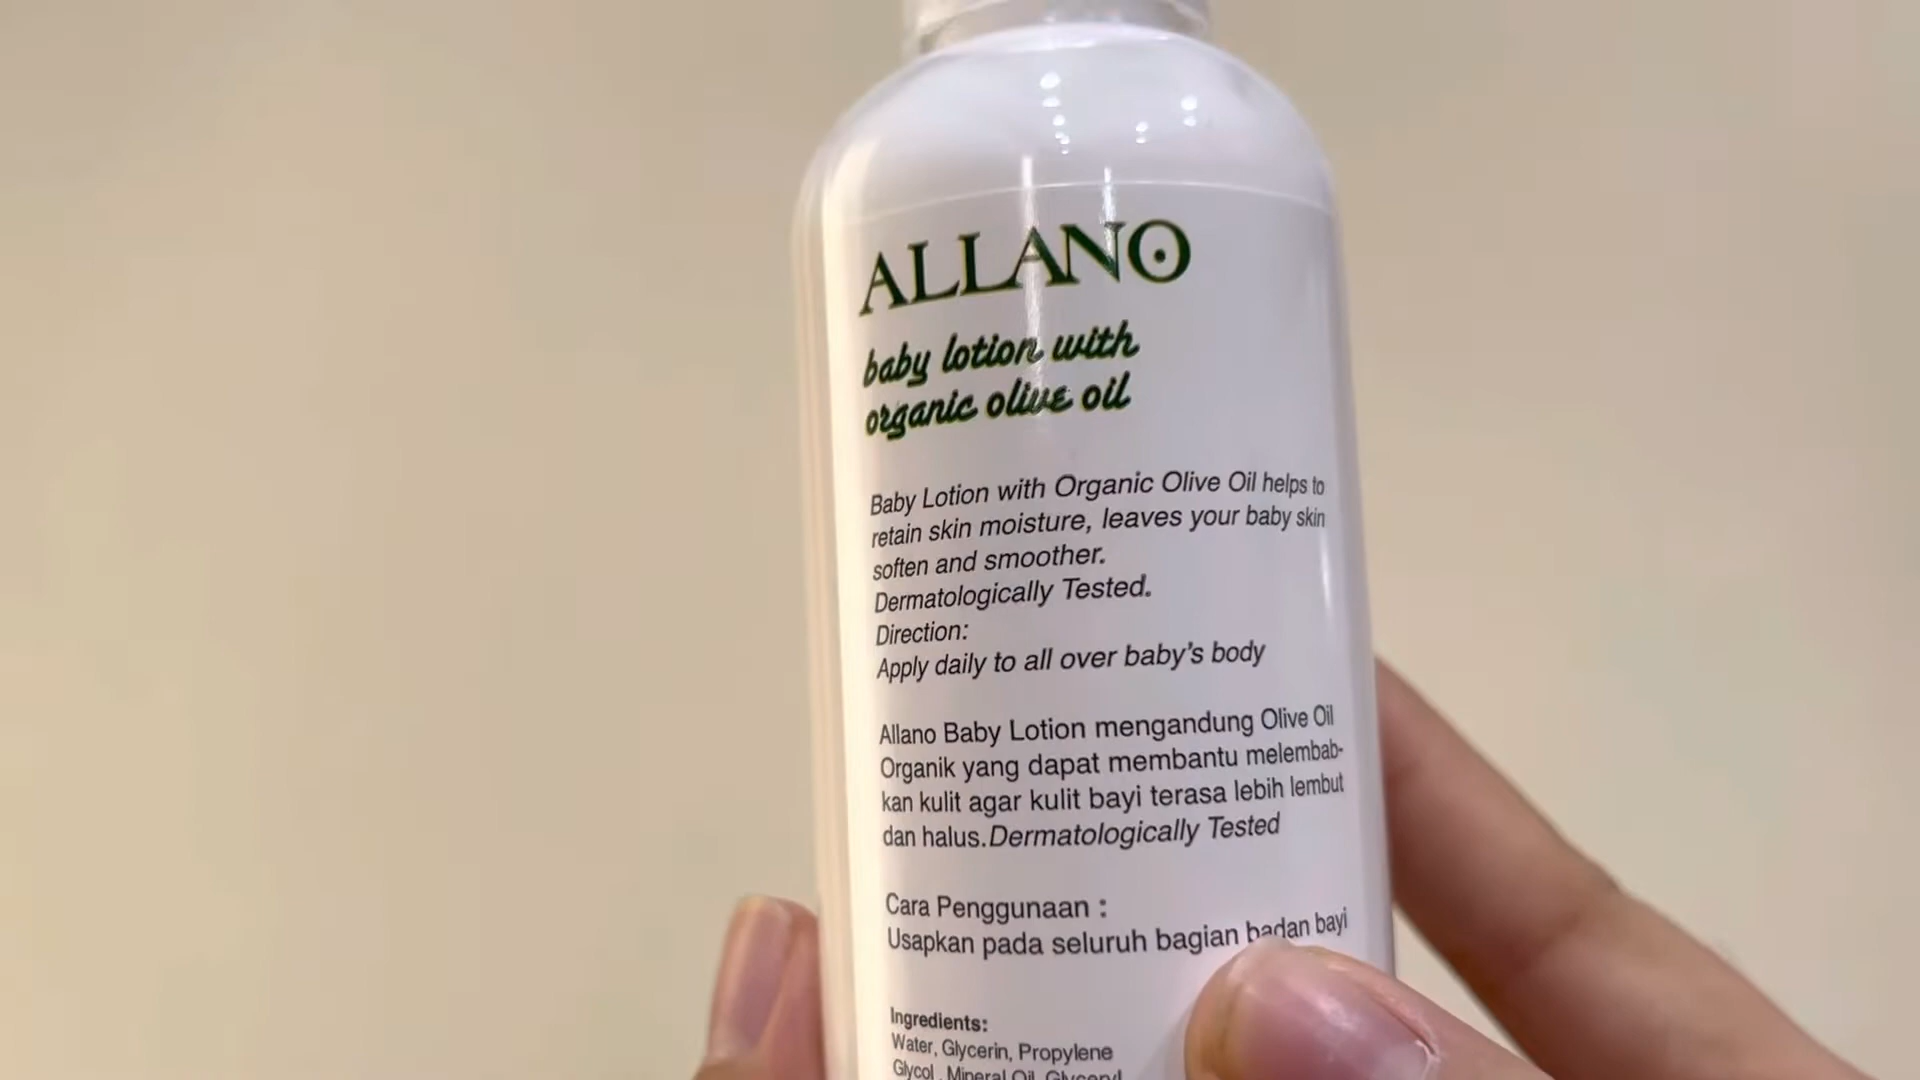 ALLANO
baby lotion with
organic olive oil
Baby Lotion with Organic Olive Oil helps to
retain skin moisture, leaves your baby skin
soften and smoother.
Dermatologically Tested.
Direction:
Apply daily to all over baby's body
Allano Baby Lotion mengandung Olive Oil
Organik yang dapat membantu melembab-
kan kulit agar kulit bayi terasa lebih lembut
dan halus.Dermatologically Tested
Cara Penggunaan :
Usapkan pada seluruh bagian badan bayi
Ingredients:
Water, Glycerin, Propylene
Glycol, Mineral Oil, Glyceryl